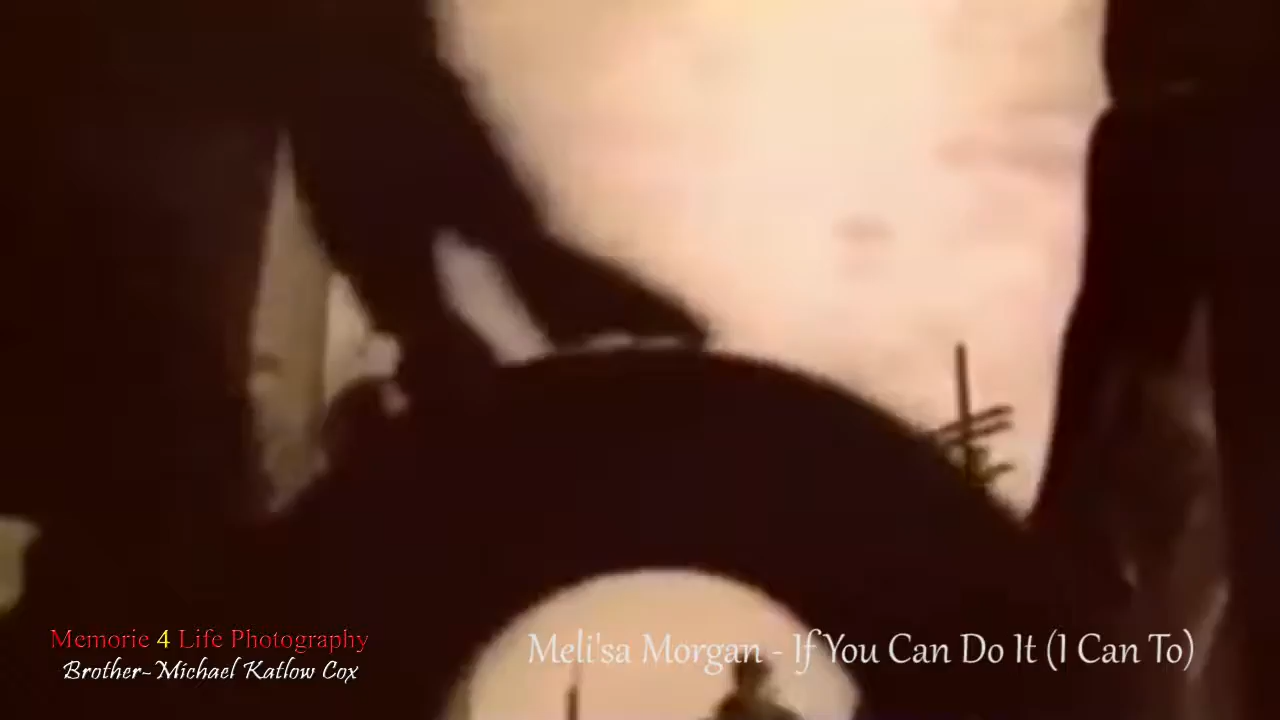 Memorie 4 Life Photography
Brother~Michael Katlow Cox
Meli'sa Morgan - If You Can Do It (I Can To)